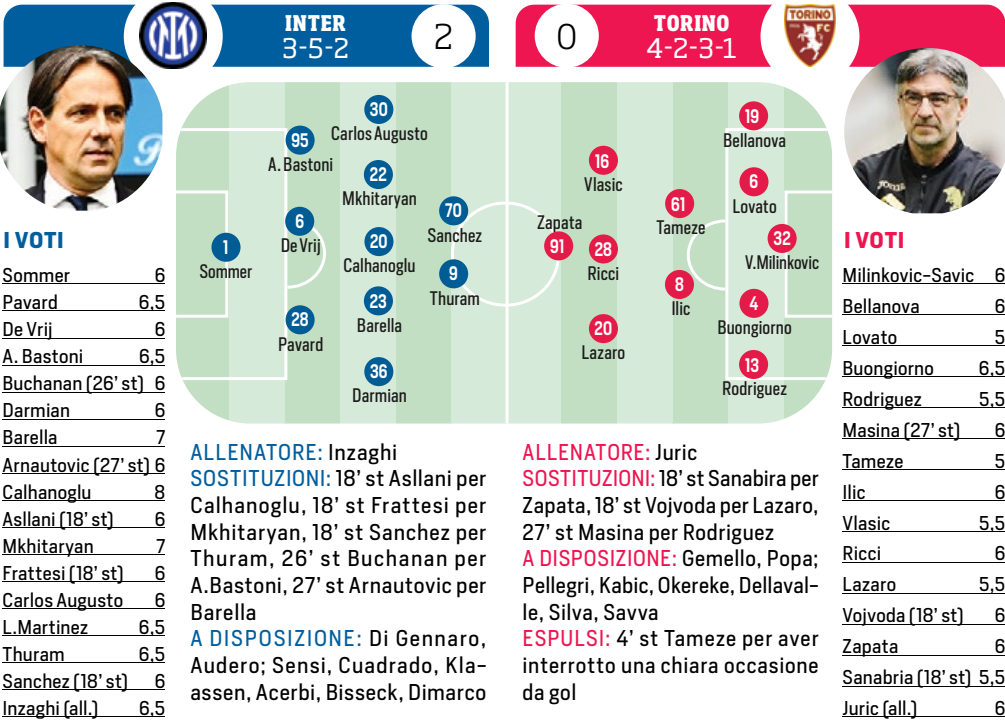 INTER
3-5-2
2
0
TORINO
4-2-3-1
TORINO
FC
I VOTI
Sommer 6
Pavard 6,5
De Vrij 6
A. Bastoni 6,5
Buchanan (26' st) 6
Darmian 6
Barella 7
Arnautovic (27' st) 6
Calhanoglu 8
Asllani (18' st) 6
Mkhitaryan 7
Frattesi (18' st) 6
Carlos Augusto 6
L.Martinez 6,5
Thuram 6,5
Sanchez (18' st) 6
Inzaghi (all.) 6,5
1
Sommer
95
A. Bastoni
6
De Vrij
28
Pavard
30
Carlos Augusto
22
Mkhitaryan
20
Calhanoglu
23
Barella
36
Darmian
70
Sanchez
9
Thuram
Zapata
91
16
Vlasic
28
Ricci
20
Lazaro
61
Tameze
8
Ilic
19
Bellanova
6
Lovato
4
Buongiorno
13
Rodriguez
32
V.Milinkovic
ALLENATORE: Inzaghi
SOSTITUZIONI: 18' st Asllani per
Calhanoglu, 18' st Frattesi per
Mkhitaryan, 18' st Sanchez per
Thuram, 26' st Buchanan per
A.Bastoni, 27' st Arnautovic per
Barella
A DISPOSIZIONE: Di Gennaro,
Audero; Sensi, Cuadrado, Kla-
assen, Acerbi, Bisseck, Dimarco
ALLENATORE: Juric
SOSTITUZIONI: 18' st Sanabira per
Zapata, 18' st Vojvoda per Lazaro,
27' st Masina per Rodriguez
A DISPOSIZIONE: Gemello, Popa;
Pellegri, Kabic, Okereke, Dellaval-
le, Silva, Savva
ESPULSI: 4' st Tameze per aver
interrotto una chiara occasione
da gol
I VOTI
Milinkovic-Savic 6
Bellanova 6
Lovato 5
Buongiorno 6,5
Rodriguez 5,5
Masina (27' st) 6
Tameze 5
Ilic 6
Vlasic 5,5
Ricci 6
Lazaro 5,5
Vojvoda (18' st) 6
Zapata 6
Sanabria (18' st) 5,5
Juric (all.) 6